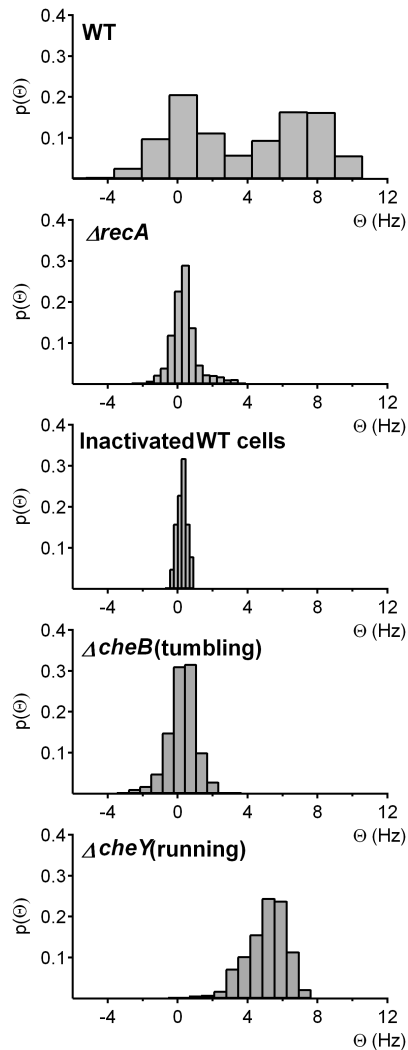 0.4
WT
0.3
p(Θ)
0.2
0.1
-4 0 4 8 12
Θ (Hz)
0.4
ΔrecA
0.3
p(Θ)
0.2
0.1
-4 0 4 8 12
Θ (Hz)
0.4
Inactivated WT cells
0.3
p(Θ)
0.2
0.1
-4 0 4 8 12
Θ (Hz)
0.4
ΔcheB (tumbling)
0.3
p(Θ)
0.2
0.1
-4 0 4 8 12
Θ (Hz)
0.4
ΔcheY (running)
0.3
p(Θ)
0.2
0.1
-4 0 4 8 12
Θ (Hz)